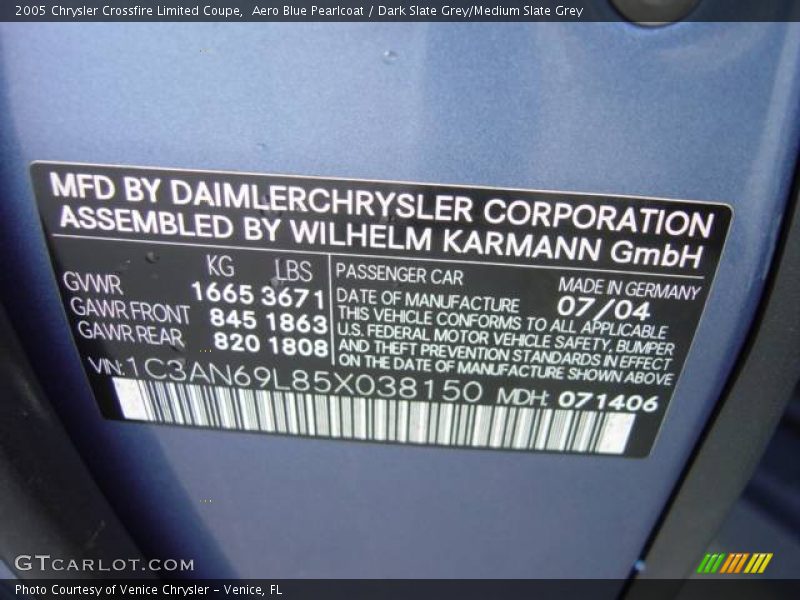 2005 Chrysler Crossfire Limited Coupe,  Aero Blue Pearlcoat / Dark Slate Grey/Medium Slate Grey
MFD BY DAIMLERCHRYSLER CORPORATION
ASSEMBLED BY WILHELM KARMANN GmbH
KG LBS
GVWR 1665 3671
GAWR FRONT 845 1863
GAWR REAR 820 1808
PASSENGER CAR MADE IN GERMANY
DATE OF MANUFACTURE 07/04
THIS VEHICLE CONFORMS TO ALL APPLICABLE
U.S. FEDERAL MOTOR VEHICLE SAFETY, BUMPER
AND THEFT PREVENTION STANDARDS IN EFFECT
ON THE DATE OF MANUFACTURE SHOWN ABOVE
VIN: 1C3AN69L85X038150 MDH: 071406
GTCARLOT.COM
Photo Courtesy of Venice Chrysler - Venice, FL